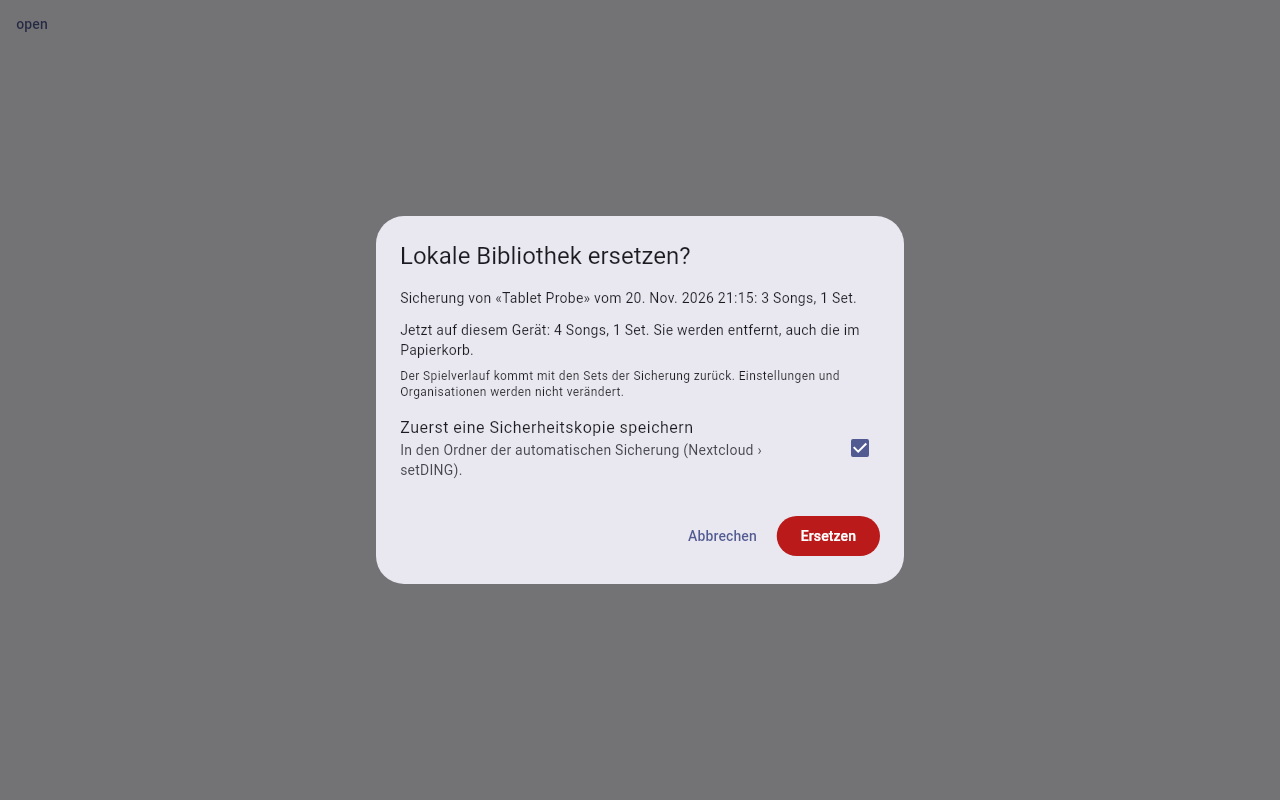 open
Lokale Bibliothek ersetzen?
Sicherung von «Tablet Probe» vom 20. Nov. 2026 21:15: 3 Songs, 1 Set.
Jetzt auf diesem Gerät: 4 Songs, 1 Set. Sie werden entfernt, auch die im
Papierkorb.
Der Spielverlauf kommt mit den Sets der Sicherung zurück. Einstellungen und
Organisationen werden nicht verändert.
Zuerst eine Sicherheitskopie speichern
In den Ordner der automatischen Sicherung (Nextcloud ›
setDING).
Abbrechen
Ersetzen